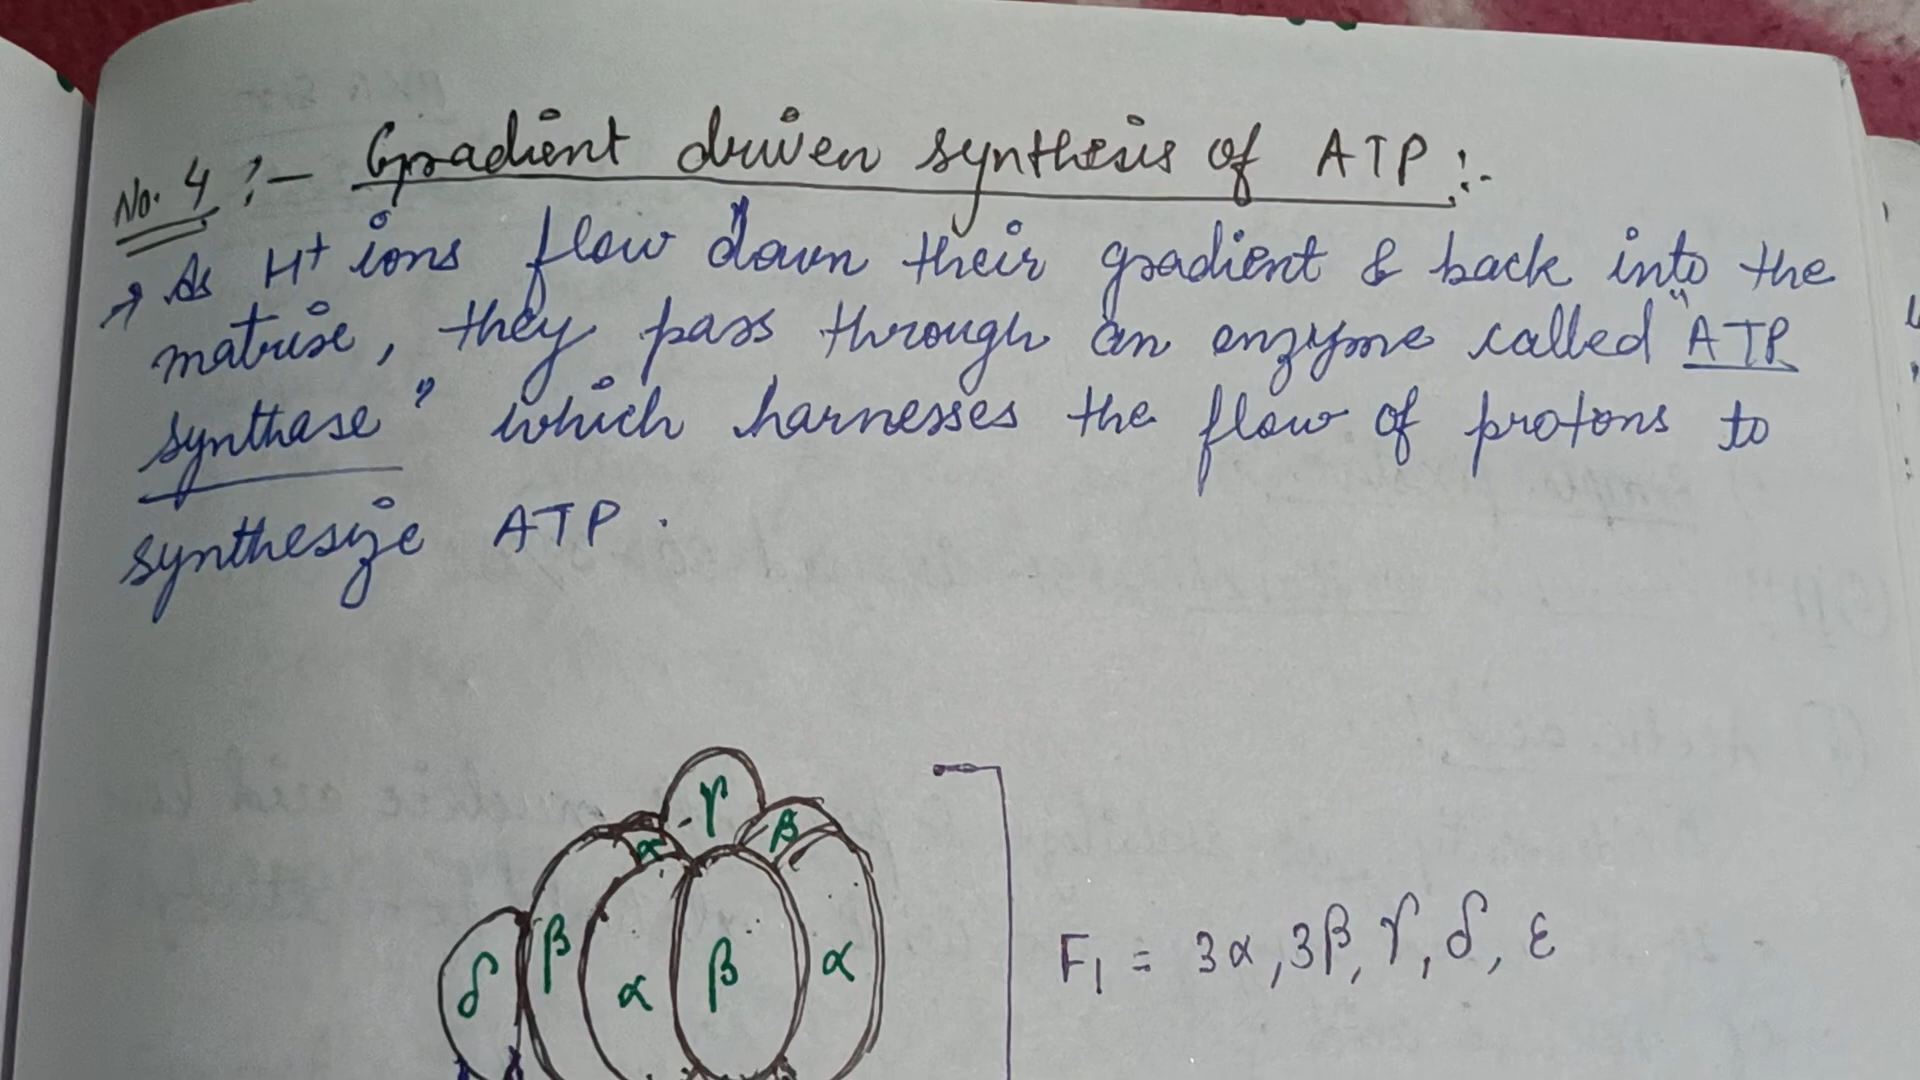 No. 4 :- Gradient driven synthesis of ATP :-
→ As H+ ions flow down their gradient & back into the
matrix, they pass through an enzyme called "ATP
synthase" which harnesses the flow of protons to
synthesize ATP.
γ
α β
δ β α β α
F1 = 3α, 3β, γ, δ, ε